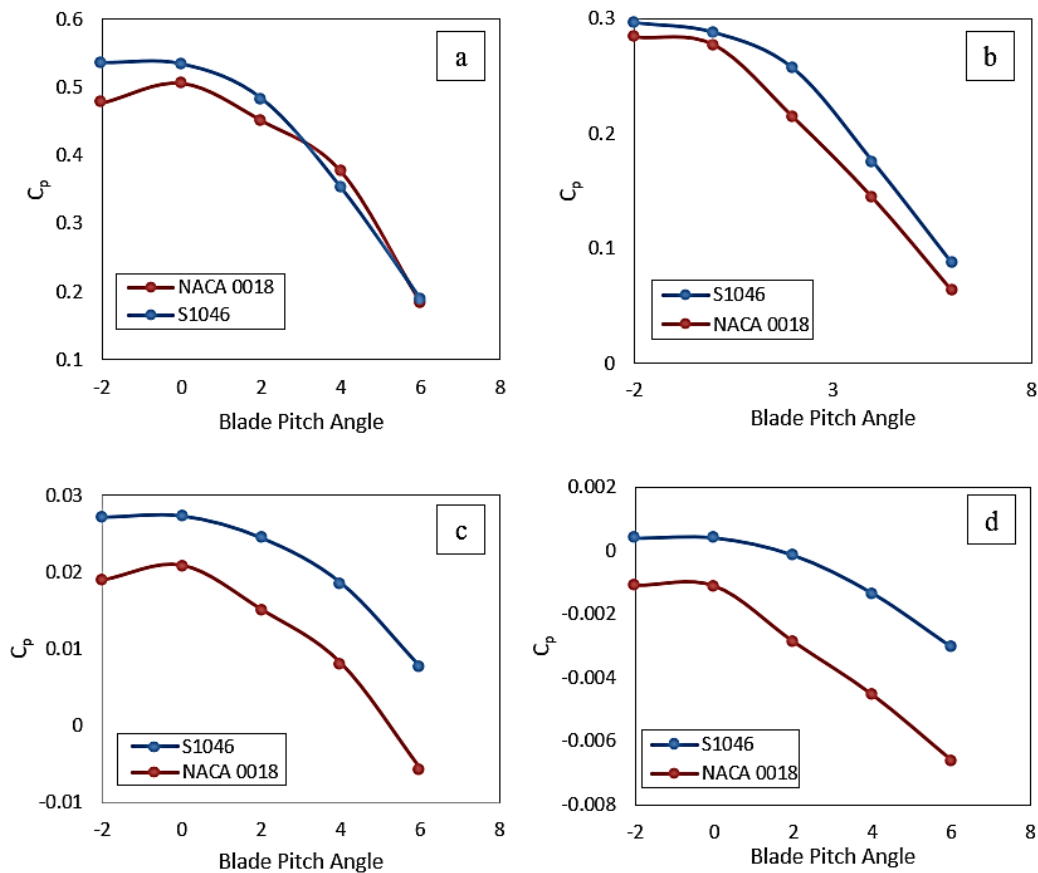 a
0.6
0.5
0.4
0.3
0.2
0.1
Cp
NACA 0018
S1046
-2 0 2 4 6 8
Blade Pitch Angle
b
0.3
0.2
0.1
0
Cp
S1046
NACA 0018
-2 3 8
Blade Pitch Angle
c
0.03
0.02
0.01
0
-0.01
Cp
S1046
NACA 0018
-2 0 2 4 6 8
Blade Pitch Angle
d
0.002
0
-0.002
-0.004
-0.006
-0.008
Cp
S1046
NACA 0018
-2 0 2 4 6 8
Blade Pitch Angle